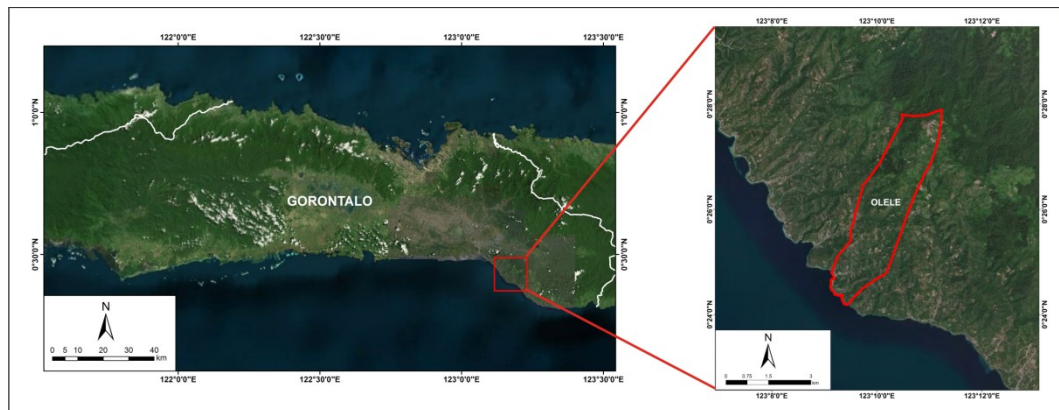 122°0'0"E 122°30'0"E 123°0'0"E 123°30'0"E
1°0'0"N 1°0'0"N
GORONTALO
0°30'0"N 0°30'0"N
N
0 5 10 20 30 40
km
122°0'0"E 122°30'0"E 123°0'0"E 123°30'0"E
123°8'0"E 123°10'0"E 123°12'0"E
0°28'0"N 0°28'0"N
OLELE
0°26'0"N 0°26'0"N
0°24'0"N 0°24'0"N
N
0 0.75 1.5 3
km
123°8'0"E 123°10'0"E 123°12'0"E